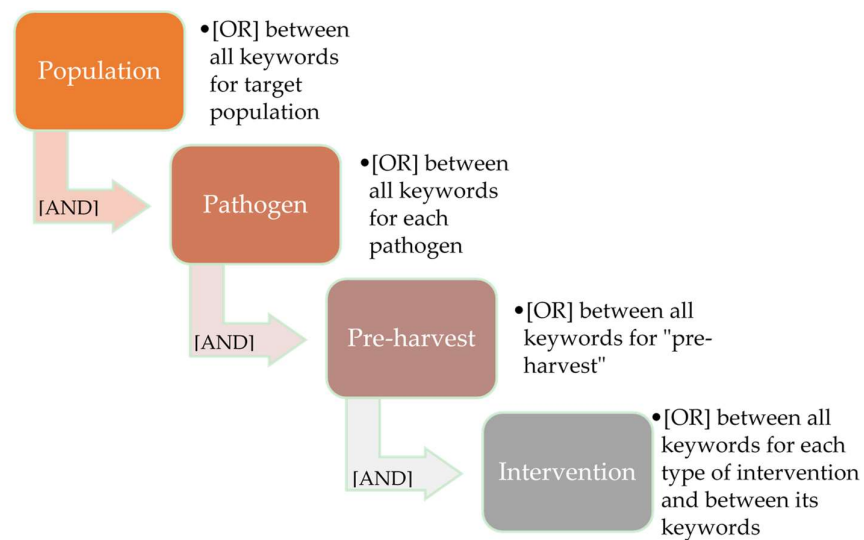 Population
•[OR] between
all keywords
for target
population
[AND]
Pathogen
•[OR] between
all keywords
for each
pathogen
[AND]
Pre-harvest
•[OR] between all
keywords for "pre-
harvest"
[AND]
Intervention
•[OR] between all
keywords for each
type of intervention
and between its
keywords